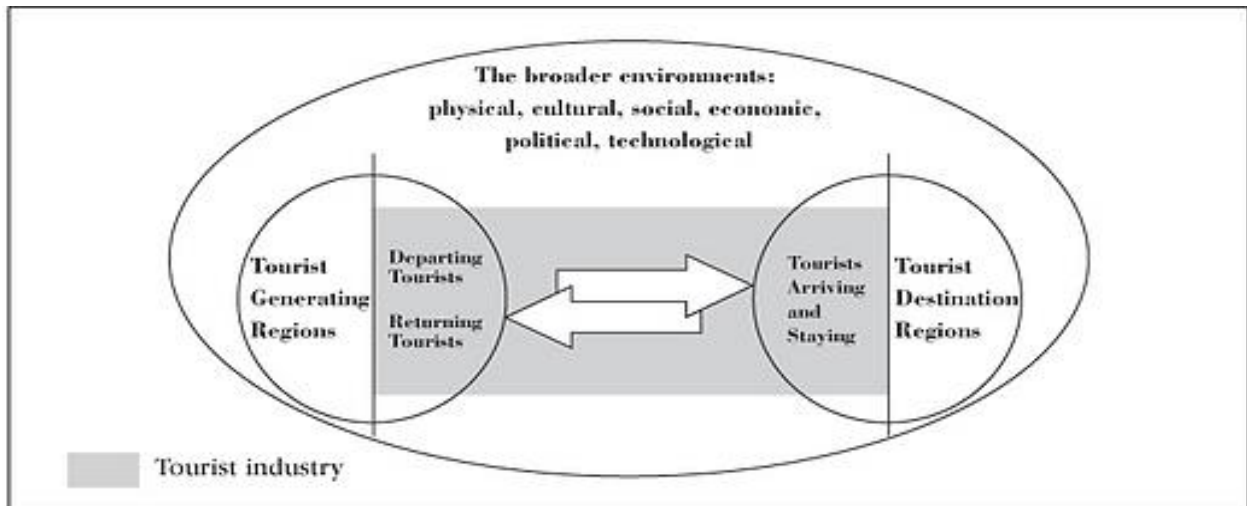 The broader environments:
physical, cultural, social, economic,
political, technological
Tourist
Generating
Regions
Departing
Tourists
Returning
Tourists
Tourists
Arriving
and
Staying
Tourist
Destination
Regions
Tourist industry